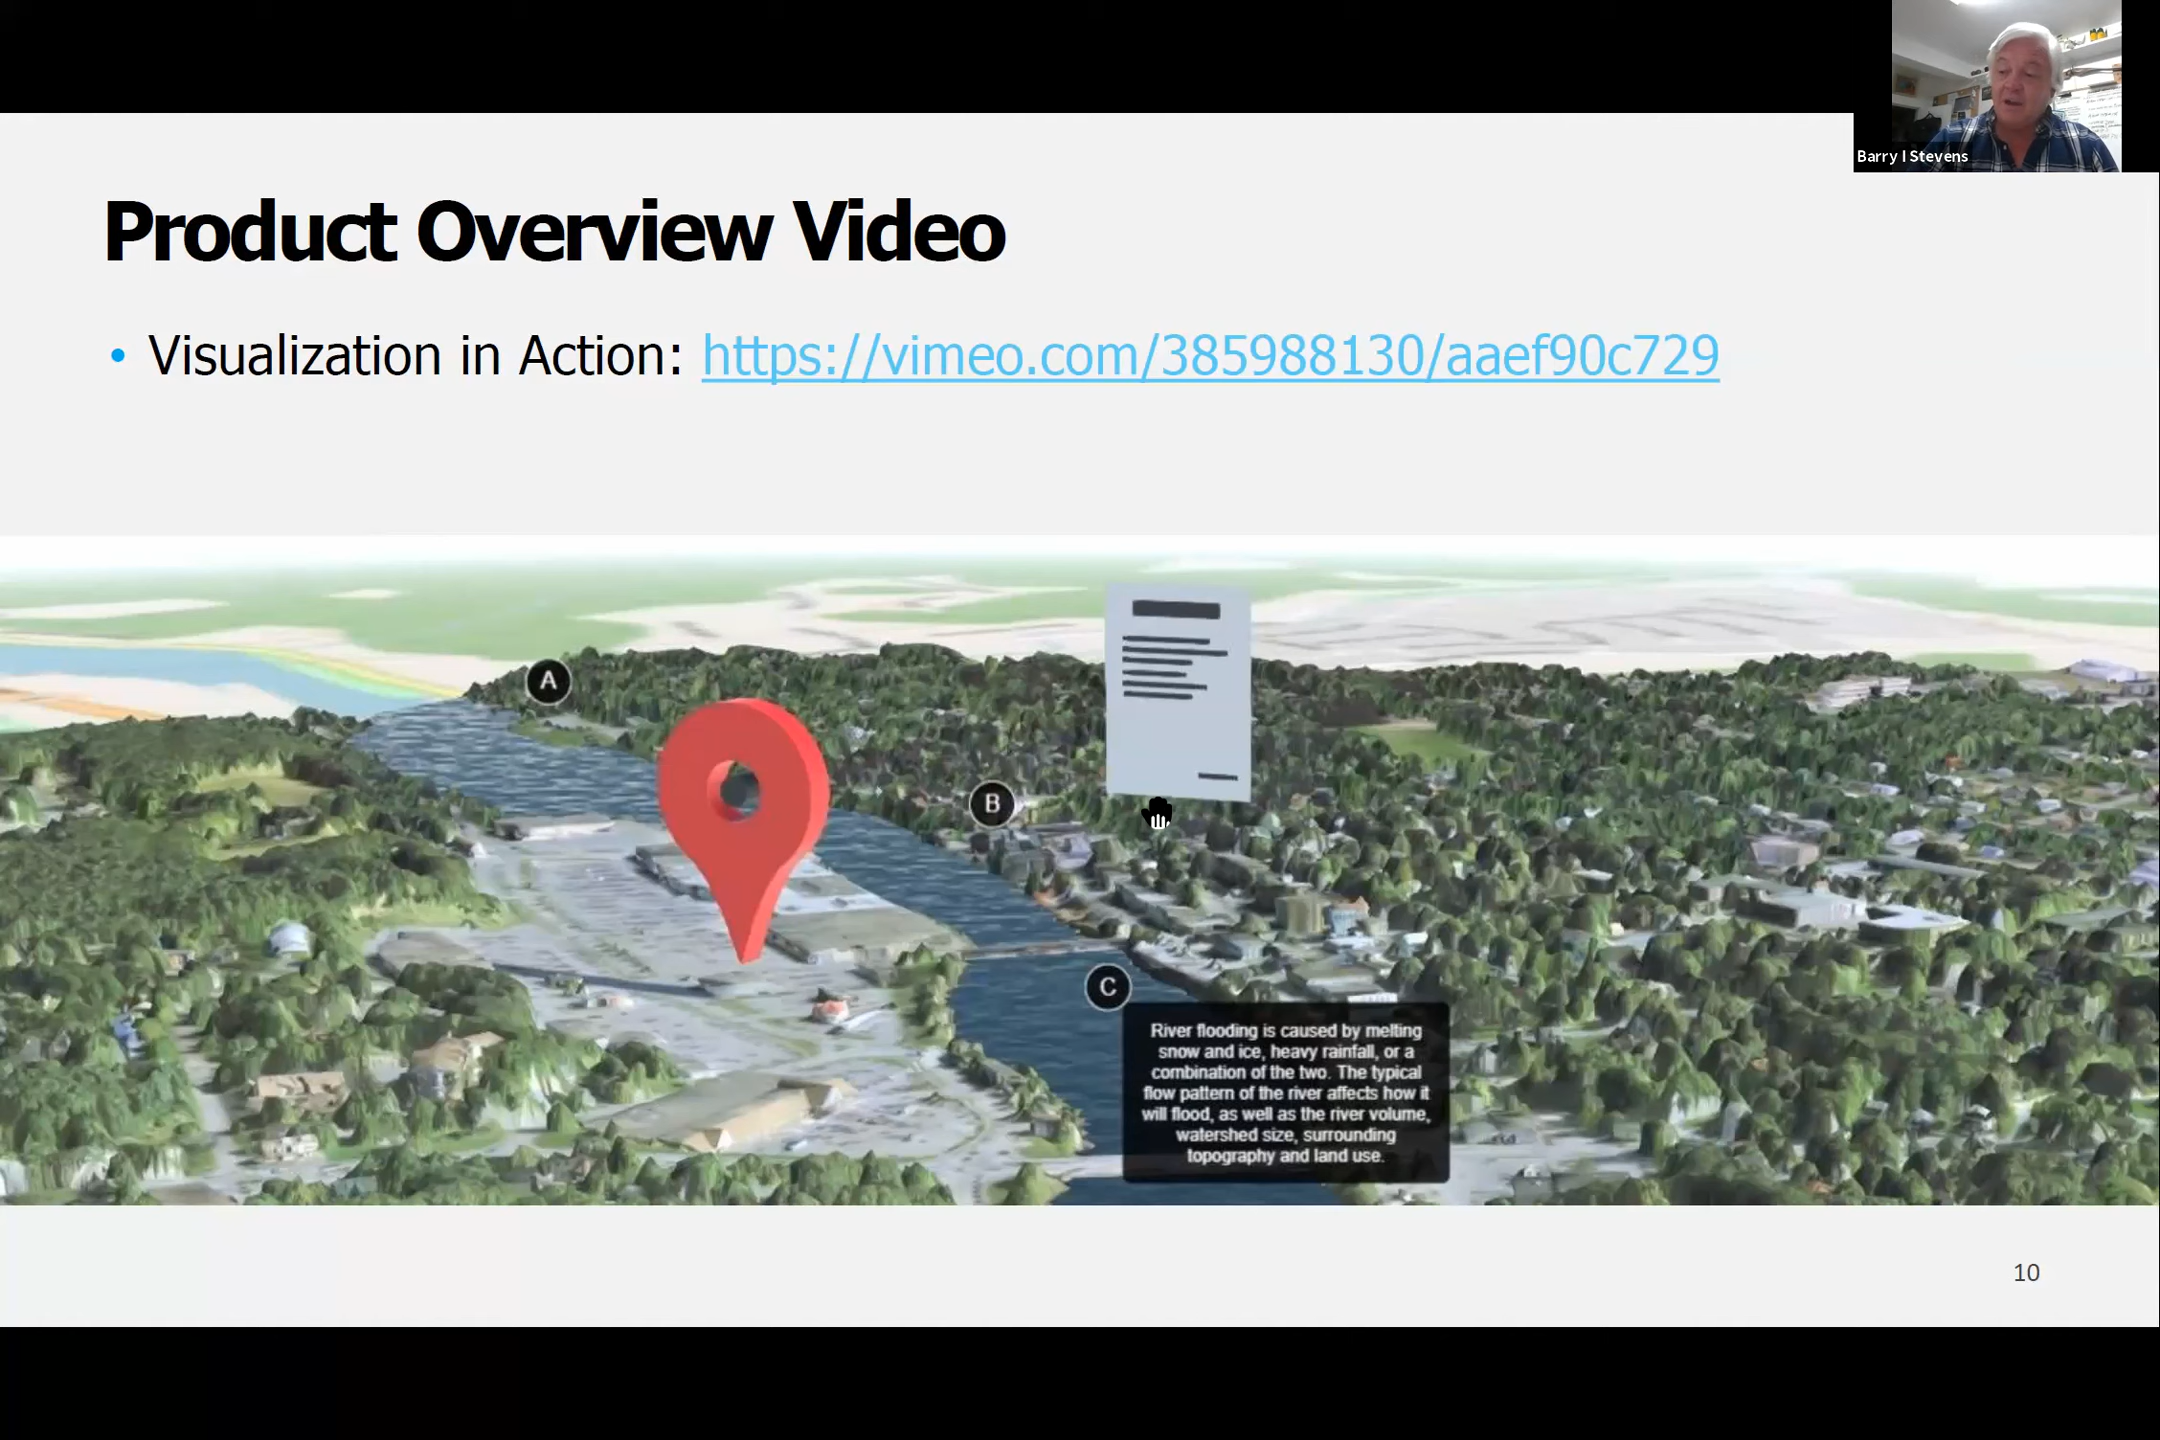 Barry I Stevens
Product Overview Video
• Visualization in Action: https://vimeo.com/385988130/aaef90c729
A
B
C
River flooding is caused by melting
snow and ice, heavy rainfall, or a
combination of the two. The typical
flow pattern of the river affects how it
will flood, as well as the river volume,
watershed size, surrounding
topography and land use.
10